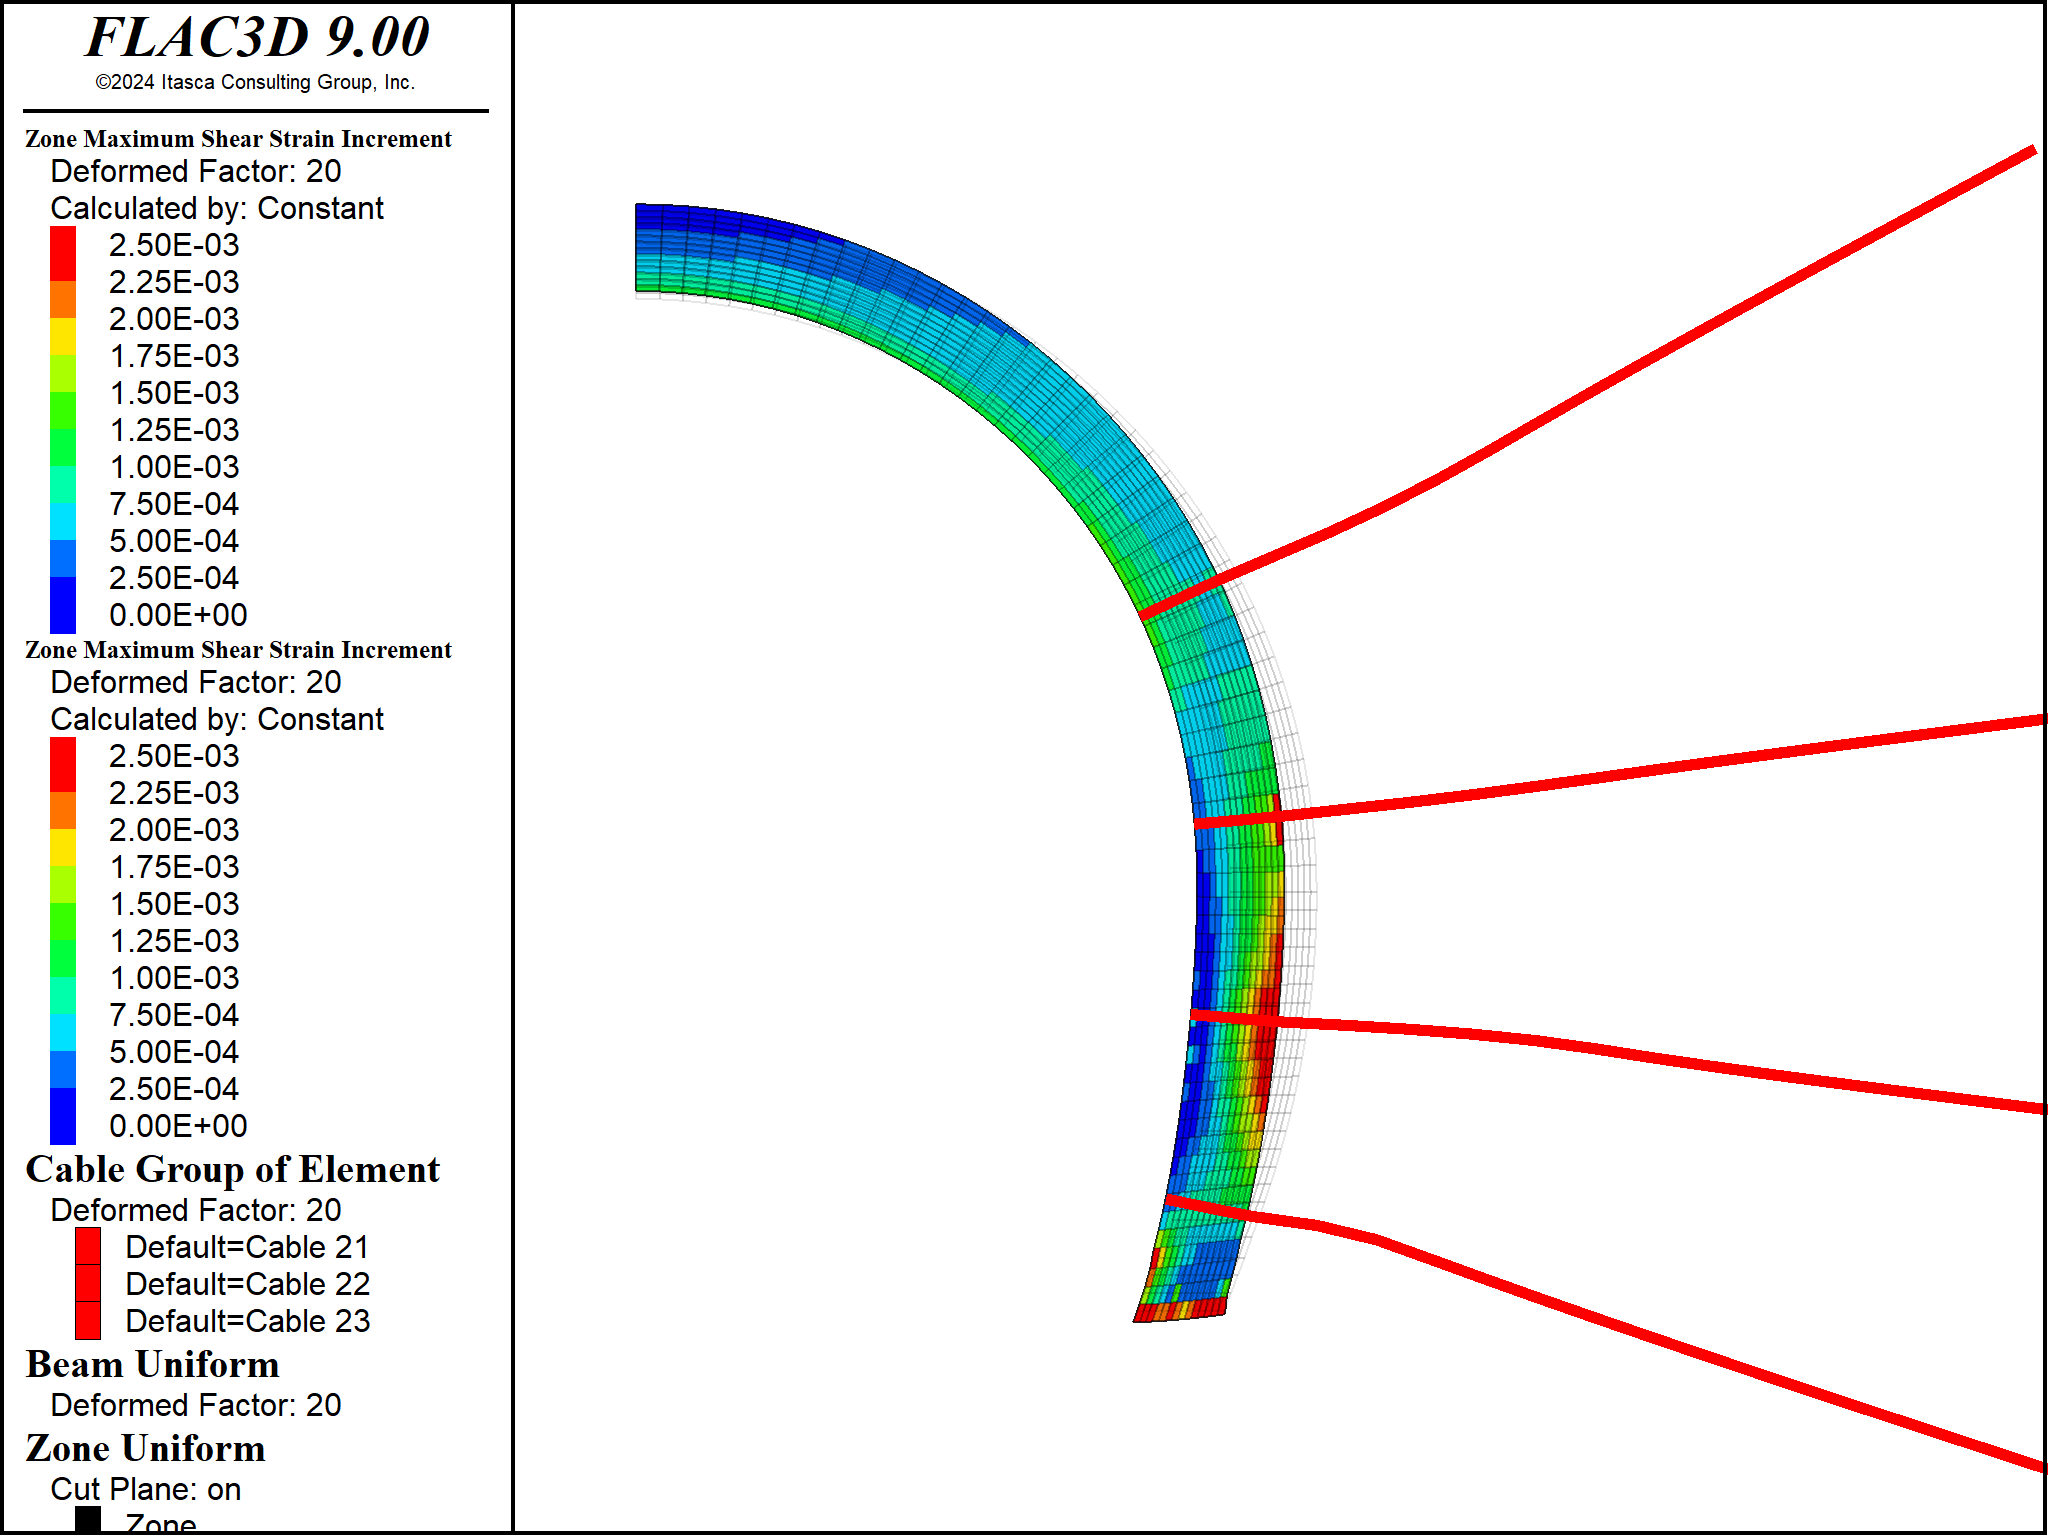 FLAC3D 9.00
©2024 Itasca Consulting Group, Inc.
Zone Maximum Shear Strain Increment
Deformed Factor: 20
Calculated by: Constant
2.50E-03
2.25E-03
2.00E-03
1.75E-03
1.50E-03
1.25E-03
1.00E-03
7.50E-04
5.00E-04
2.50E-04
0.00E+00
Zone Maximum Shear Strain Increment
Deformed Factor: 20
Calculated by: Constant
2.50E-03
2.25E-03
2.00E-03
1.75E-03
1.50E-03
1.25E-03
1.00E-03
7.50E-04
5.00E-04
2.50E-04
0.00E+00
Cable Group of Element
Deformed Factor: 20
Default=Cable 21
Default=Cable 22
Default=Cable 23
Beam Uniform
Deformed Factor: 20
Zone Uniform
Cut Plane: on
Zone